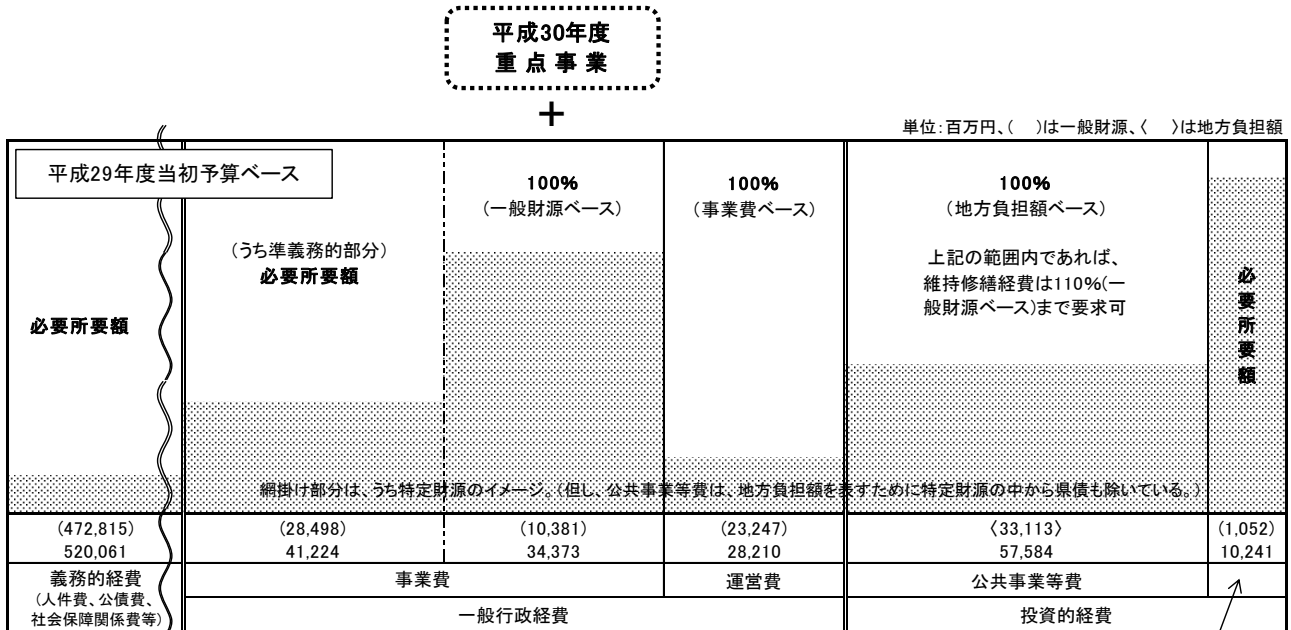 平成30年度
重 点 事 業
+
単位:百万円、( )は一般財源、〈 〉は地方負担額
平成29年度当初予算ベース
必要所要額
(うち準義務的部分)
必要所要額
100%
(一般財源ベース)
100%
(事業費ベース)
100%
(地方負担額ベース)
上記の範囲内であれば、
維持修繕経費は110%(一
般財源ベース)まで要求可
必要所要額
網掛け部分は、うち特定財源のイメージ。(但し、公共事業等費は、地方負担額を表すために特定財源の中から県債も除いている。)
(472,815) (28,498) (10,381) (23,247) 〈33,113〉 (1,052)
520,061 41,224 34,373 28,210 57,584 10,241
義務的経費
(人件費、公債費、
社会保障関係費等)
事業費 運営費 公共事業等費
一般行政経費 投資的経費